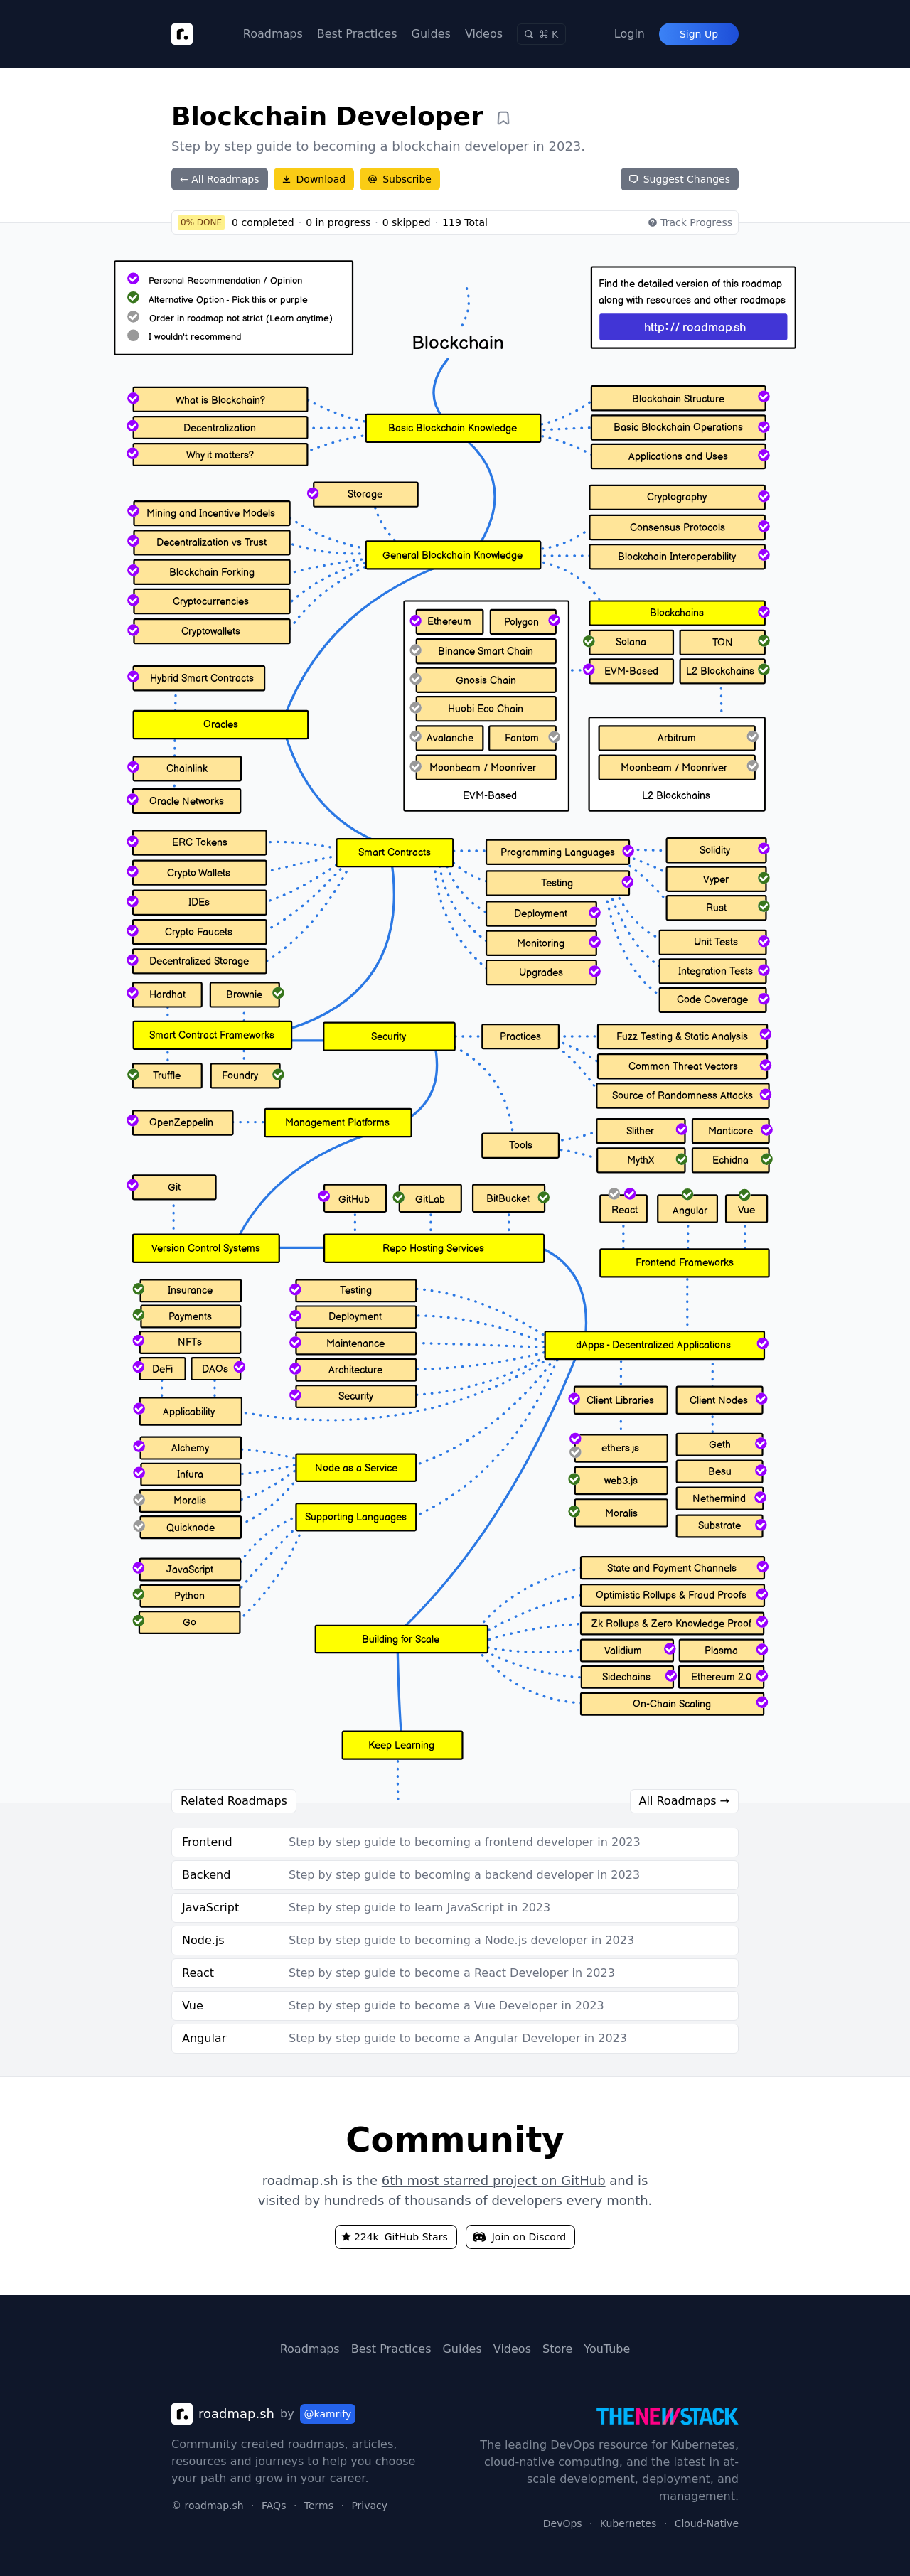 Roadmaps Best Practices Guides Videos ⌘ K Login Sign Up
Blockchain Developer
Step by step guide to becoming a blockchain developer in 2023.
← All Roadmaps Download Subscribe Suggest Changes
0% DONE 0 completed · 0 in progress · 0 skipped · 119 Total Track Progress
Personal Recommendation / Opinion
Alternative Option - Pick this or purple
Order in roadmap not strict (Learn anytime)
I wouldn't recommend
Find the detailed version of this roadmap
along with resources and other roadmaps
http://roadmap.sh
Blockchain
What is Blockchain?
Decentralization
Why it matters?
Basic Blockchain Knowledge
Blockchain Structure
Basic Blockchain Operations
Applications and Uses
Storage
Mining and Incentive Models
Decentralization vs Trust
Blockchain Forking
Cryptocurrencies
Cryptowallets
General Blockchain Knowledge
Cryptography
Consensus Protocols
Blockchain Interoperability
Blockchains
Solana TON
EVM-Based L2 Blockchains
Ethereum Polygon
Binance Smart Chain
Gnosis Chain
Huobi Eco Chain
Avalanche Fantom
Moonbeam / Moonriver
EVM-Based
Arbitrum
Moonbeam / Moonriver
L2 Blockchains
Hybrid Smart Contracts
Oracles
Chainlink
Oracle Networks
ERC Tokens
Crypto Wallets
IDEs
Crypto Faucets
Decentralized Storage
Smart Contracts
Programming Languages
Testing
Deployment
Monitoring
Upgrades
Solidity
Vyper
Rust
Unit Tests
Integration Tests
Code Coverage
Hardhat Brownie
Smart Contract Frameworks
Truffle Foundry
Security
Practices
Fuzz Testing & Static Analysis
Common Threat Vectors
Source of Randomness Attacks
OpenZeppelin
Management Platforms
Tools
Slither Manticore
MythX Echidna
Git
GitHub GitLab BitBucket
React Angular Vue
Version Control Systems
Repo Hosting Services
Frontend Frameworks
Insurance
Payments
NFTs
DeFi DAOs
Applicability
Testing
Deployment
Maintenance
Architecture
Security
dApps - Decentralized Applications
Client Libraries Client Nodes
ethers.js
web3.js
Moralis
Geth
Besu
Nethermind
Substrate
Alchemy
Infura
Moralis
Quicknode
Node as a Service
Supporting Languages
JavaScript
Python
Go
Building for Scale
State and Payment Channels
Optimistic Rollups & Fraud Proofs
Zk Rollups & Zero Knowledge Proof
Validium Plasma
Sidechains Ethereum 2.0
On-Chain Scaling
Keep Learning
Related Roadmaps All Roadmaps →
Frontend Step by step guide to becoming a frontend developer in 2023
Backend Step by step guide to becoming a backend developer in 2023
JavaScript Step by step guide to learn JavaScript in 2023
Node.js Step by step guide to becoming a Node.js developer in 2023
React Step by step guide to become a React Developer in 2023
Vue Step by step guide to become a Vue Developer in 2023
Angular Step by step guide to become a Angular Developer in 2023
Community
roadmap.sh is the 6th most starred project on GitHub and is
visited by hundreds of thousands of developers every month.
224k GitHub Stars Join on Discord
Roadmaps Best Practices Guides Videos Store YouTube
roadmap.sh by @kamrify
Community created roadmaps, articles,
resources and journeys to help you choose
your path and grow in your career.
© roadmap.sh · FAQs · Terms · Privacy
THENEWSTACK
The leading DevOps resource for Kubernetes,
cloud-native computing, and the latest in at-
scale development, deployment, and
management.
DevOps · Kubernetes · Cloud-Native